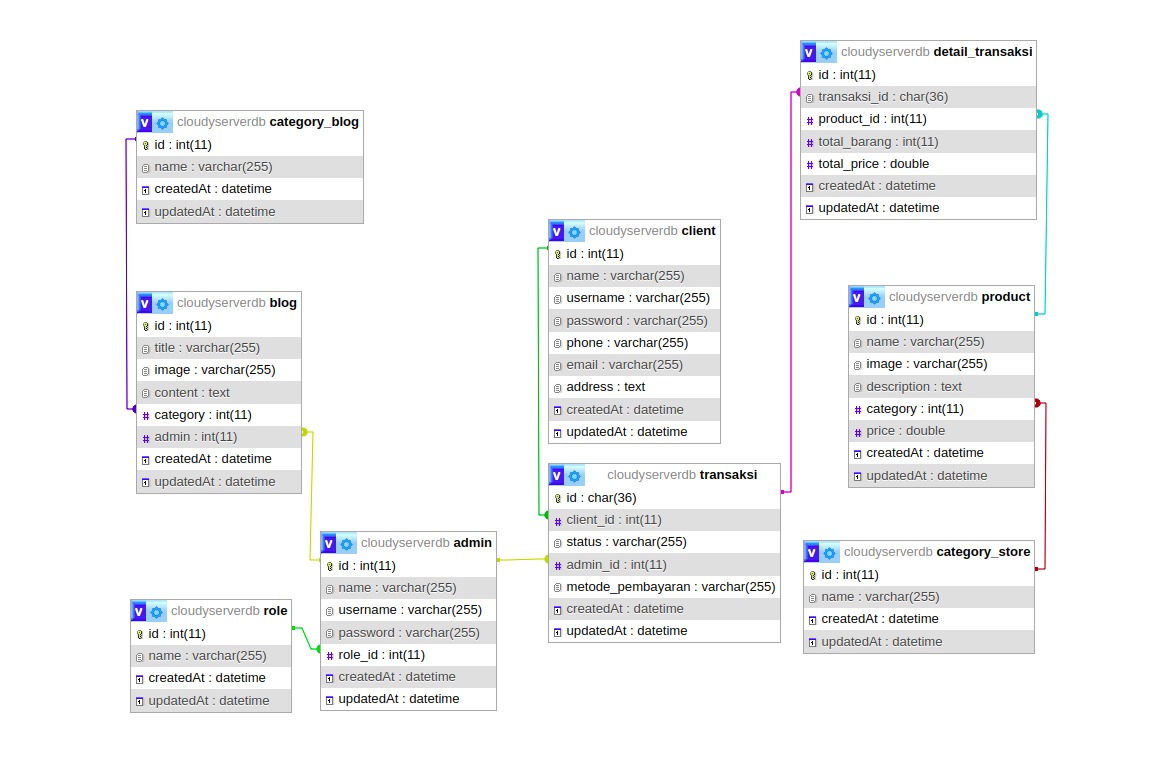 cloudyserverdb category_blog
id : int(11)
name : varchar(255)
createdAt : datetime
updatedAt : datetime
cloudyserverdb blog
id : int(11)
title : varchar(255)
image : varchar(255)
content : text
category : int(11)
admin : int(11)
createdAt : datetime
updatedAt : datetime
cloudyserverdb role
id : int(11)
name : varchar(255)
createdAt : datetime
updatedAt : datetime
cloudyserverdb admin
id : int(11)
name : varchar(255)
username : varchar(255)
password : varchar(255)
role_id : int(11)
createdAt : datetime
updatedAt : datetime
cloudyserverdb client
id : int(11)
name : varchar(255)
username : varchar(255)
password : varchar(255)
phone : varchar(255)
email : varchar(255)
address : text
createdAt : datetime
updatedAt : datetime
cloudyserverdb transaksi
id : char(36)
client_id : int(11)
status : varchar(255)
admin_id : int(11)
metode_pembayaran : varchar(255)
createdAt : datetime
updatedAt : datetime
cloudyserverdb detail_transaksi
id : int(11)
transaksi_id : char(36)
product_id : int(11)
total_barang : int(11)
total_price : double
createdAt : datetime
updatedAt : datetime
cloudyserverdb product
id : int(11)
name : varchar(255)
image : varchar(255)
description : text
category : int(11)
price : double
createdAt : datetime
updatedAt : datetime
cloudyserverdb category_store
id : int(11)
name : varchar(255)
createdAt : datetime
updatedAt : datetime